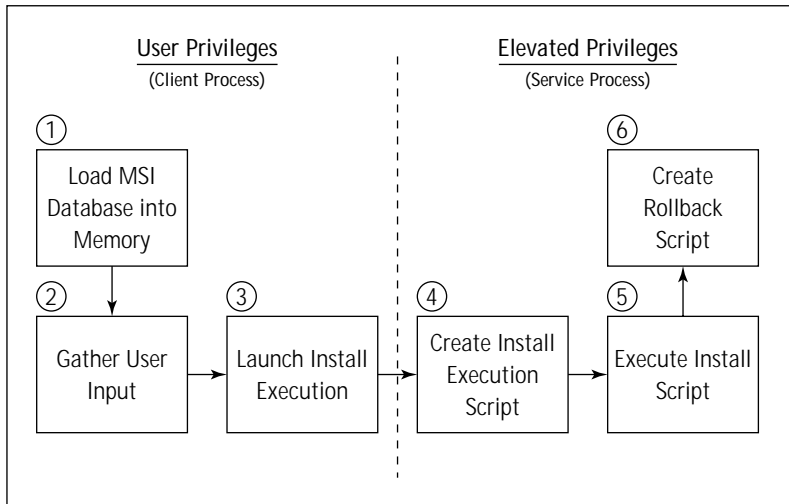 User Privileges
(Client Process)
Elevated Privileges
(Service Process)
1
Load MSI
Database into
Memory
2
Gather User
Input
3
Launch Install
Execution
4
Create Install
Execution
Script
5
Execute Install
Script
6
Create
Rollback
Script